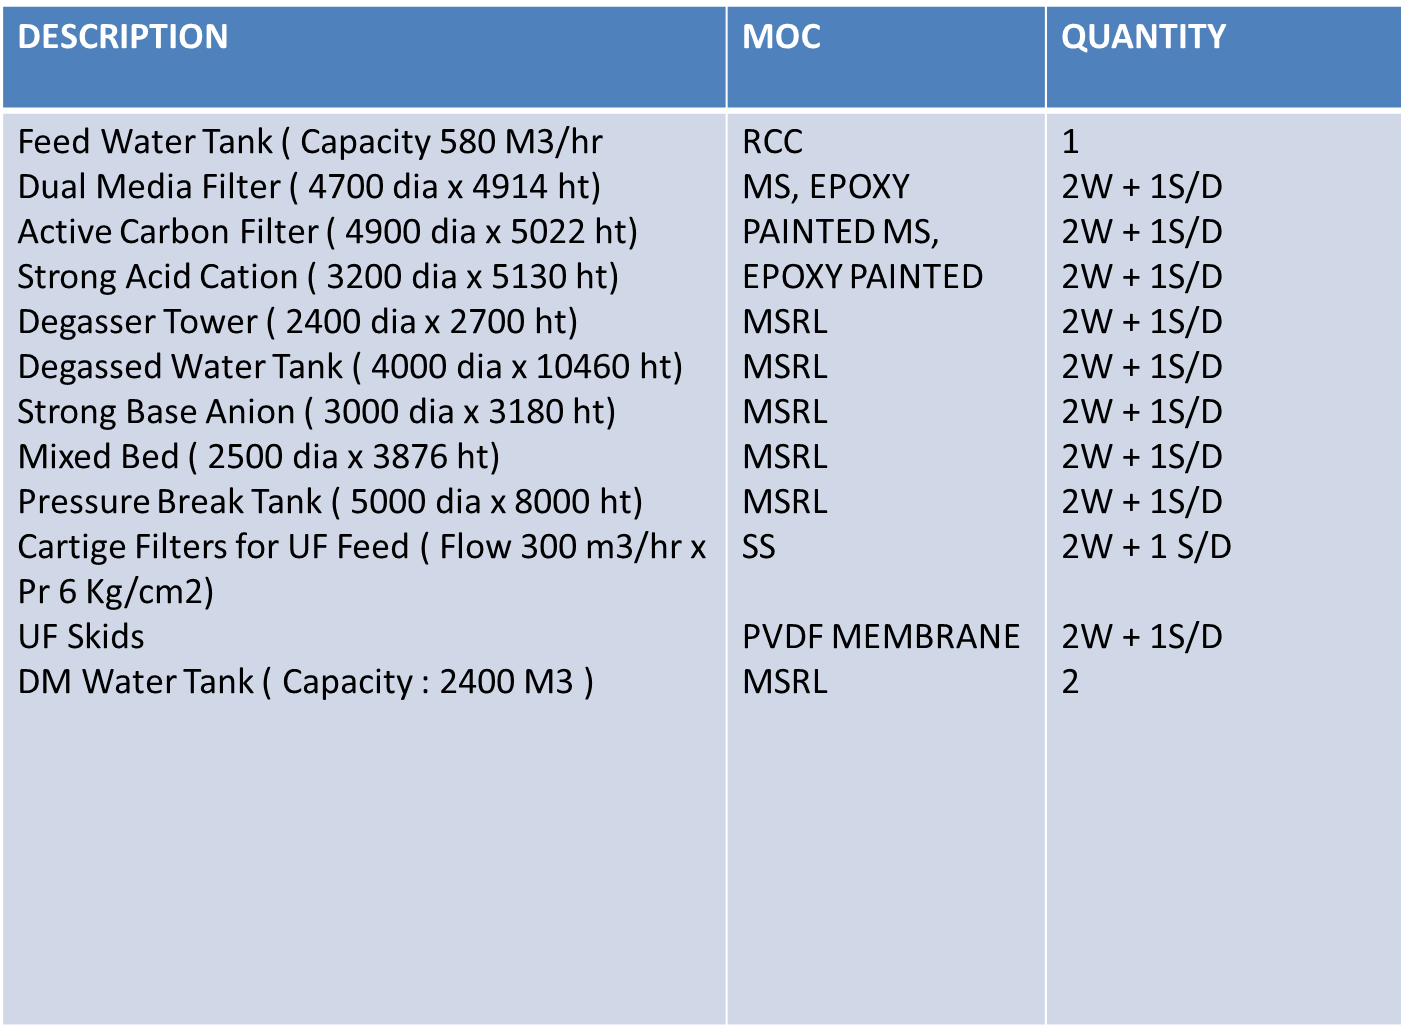 DESCRIPTION MOC QUANTITY
Feed Water Tank ( Capacity 580 M3/hr RCC 1
Dual Media Filter ( 4700 dia x 4914 ht) MS, EPOXY 2W + 1S/D
Active Carbon Filter ( 4900 dia x 5022 ht) PAINTED MS, 2W + 1S/D
Strong Acid Cation ( 3200 dia x 5130 ht) EPOXY PAINTED 2W + 1S/D
Degasser Tower ( 2400 dia x 2700 ht) MSRL 2W + 1S/D
Degassed Water Tank ( 4000 dia x 10460 ht) MSRL 2W + 1S/D
Strong Base Anion ( 3000 dia x 3180 ht) MSRL 2W + 1S/D
Mixed Bed ( 2500 dia x 3876 ht) MSRL 2W + 1S/D
Pressure Break Tank ( 5000 dia x 8000 ht) MSRL 2W + 1S/D
Cartige Filters for UF Feed ( Flow 300 m3/hr x SS 2W + 1 S/D
Pr 6 Kg/cm2)
UF Skids PVDF MEMBRANE 2W + 1S/D
DM Water Tank ( Capacity : 2400 M3 ) MSRL 2